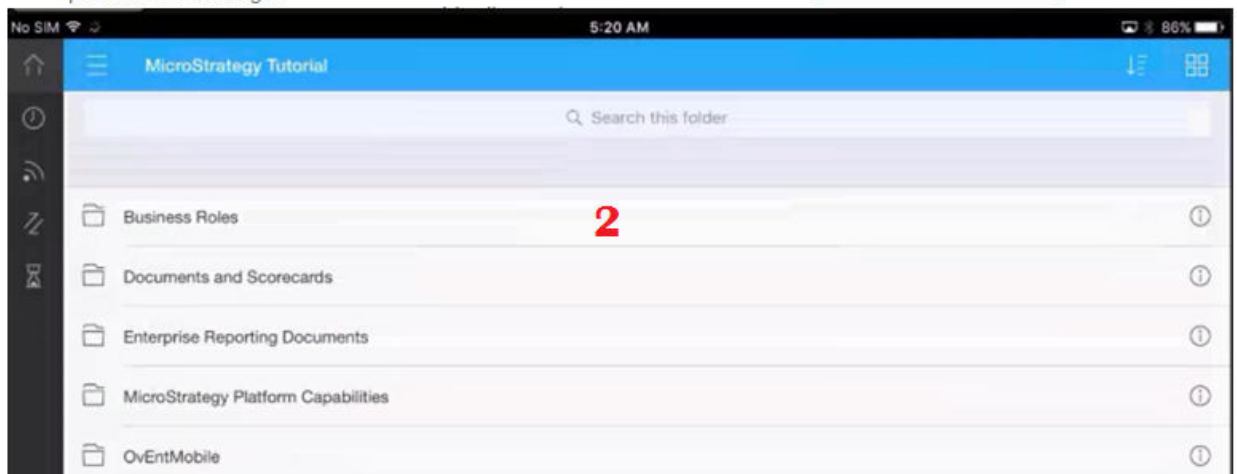 No SIM 5:20 AM 86%
MicroStrategy Tutorial
Search this folder
Business Roles 2
Documents and Scorecards
Enterprise Reporting Documents
MicroStrategy Platform Capabilities
OvEntMobile